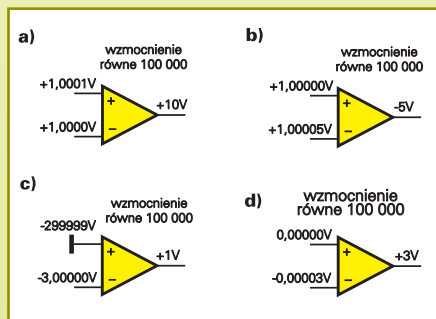 a)
wzmocnienie
równe 100 000
+1,0001V
+
+10V
+1,0000V
–
b)
wzmocnienie
równe 100 000
+1,00000V
+
-5V
+1,00005V
–
c)
wzmocnienie
równe 100 000
-299999V
+
+1V
-3,00000V
–
d)
wzmocnienie
równe 100 000
0,00000V
+
+3V
-0,00003V
–